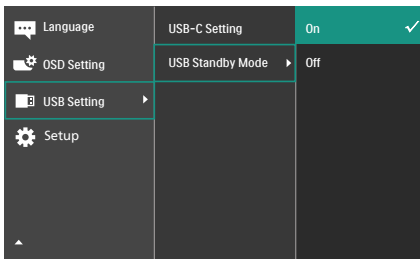 Language
OSD Setting
USB Setting
Setup
USB-C Setting
USB Standby Mode
On
Off